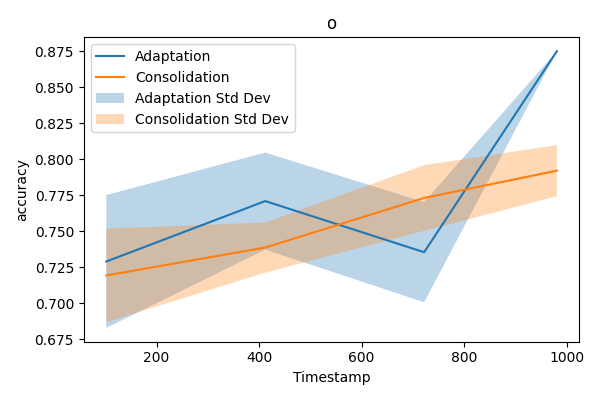 o
0.875
0.850
0.825
0.800
0.775
0.750
0.725
0.700
0.675
accuracy
Adaptation
Consolidation
Adaptation Std Dev
Consolidation Std Dev
200
400
600
800
1000
Timestamp